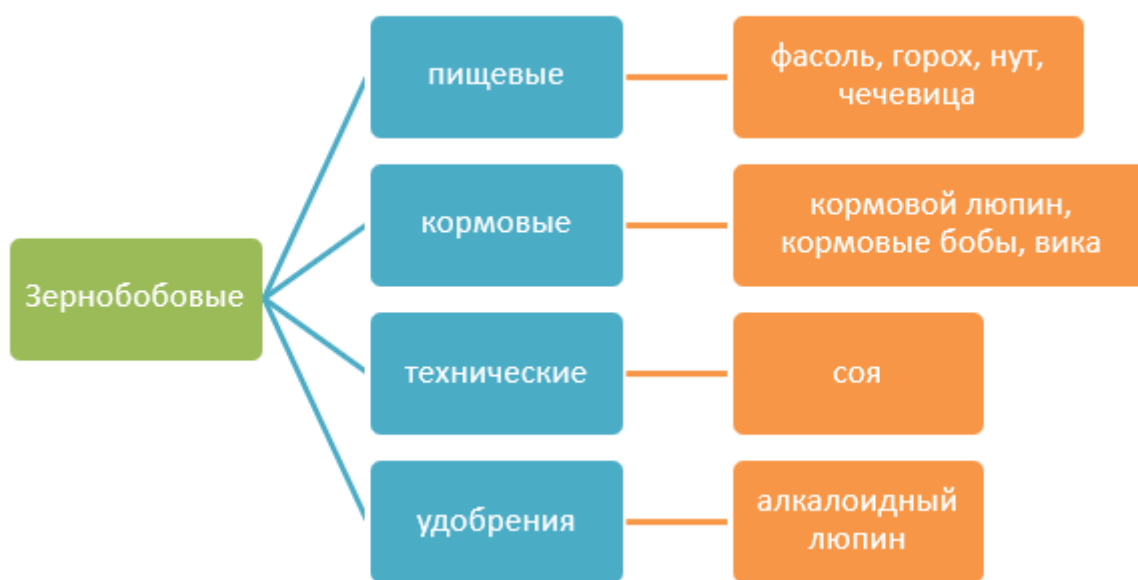 Зернобобовые
пищевые
фасоль, горох, нут,
чечевица
кормовые
кормовой люпин,
кормовые бобы, вика
технические
соя
удобрения
алкалоидный
люпин